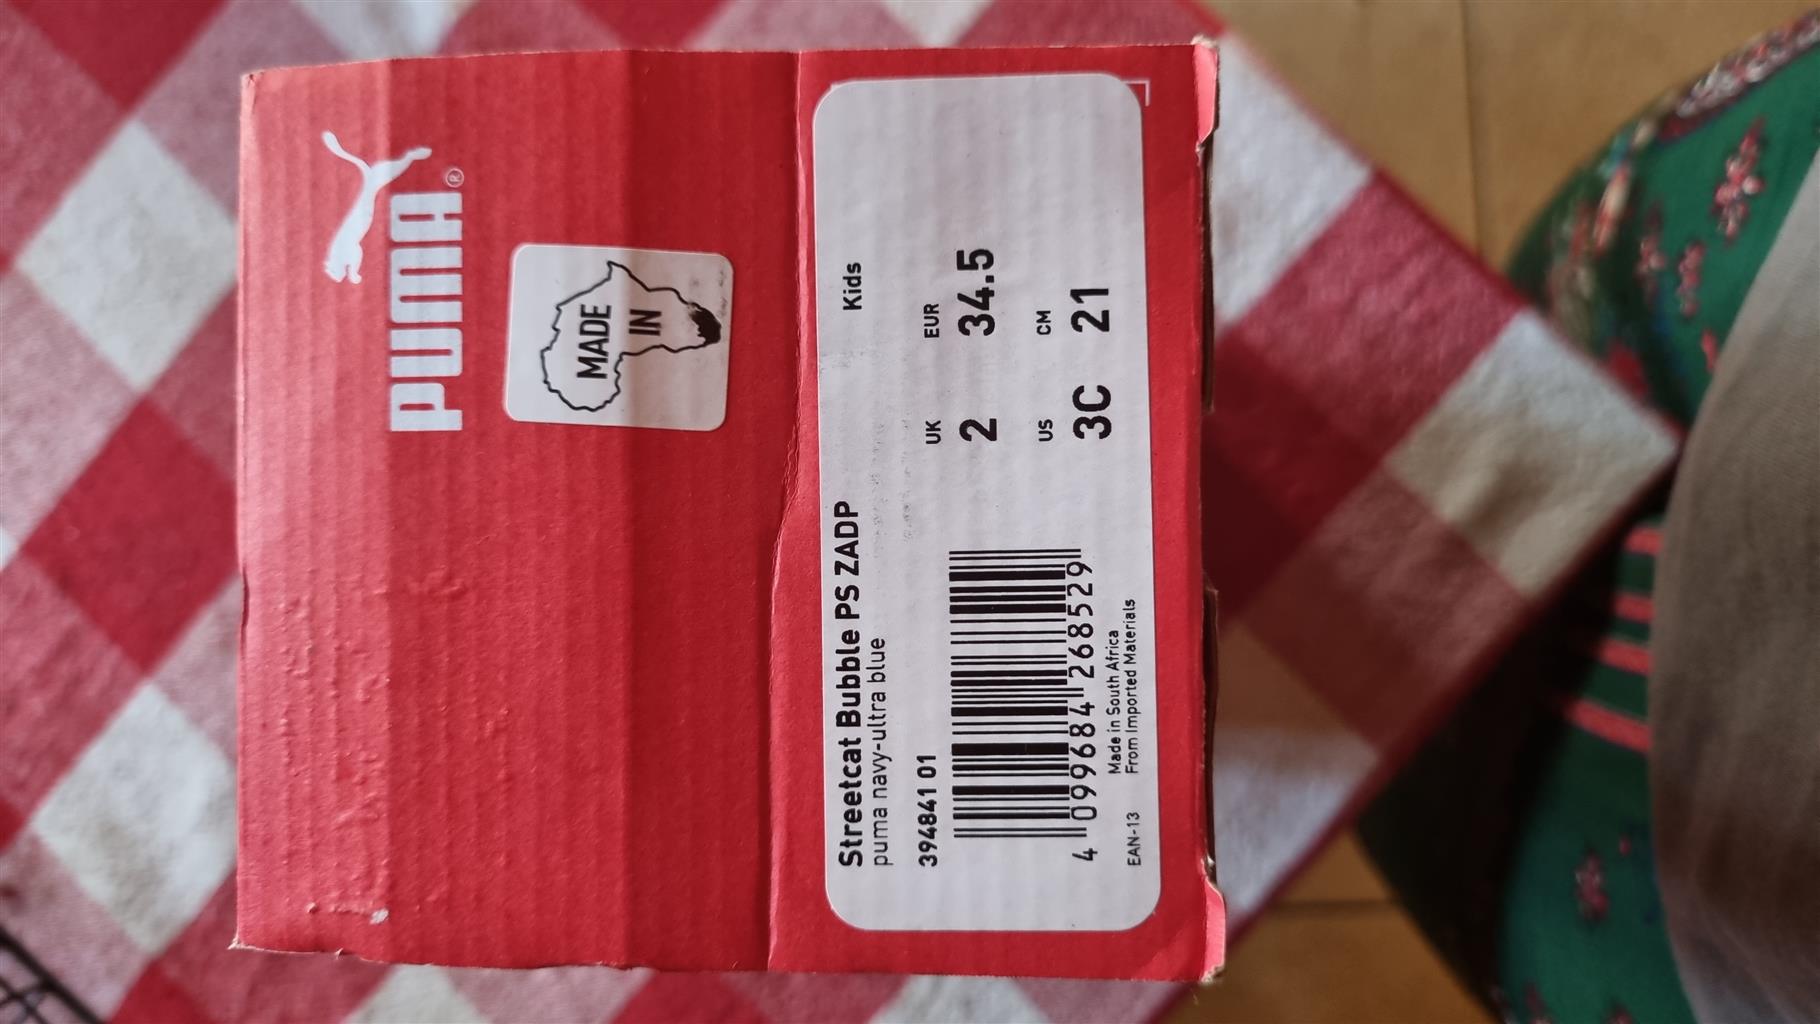 PUMA®
MADE
IN
Streetcat Bubble PS ZADP
puma navy-ultra blue
Kids
394841 01
UK EUR
2 34.5
US CM
3C 21
4 099684 268529
EAN-13
Made in South Africa
From Imported Materials